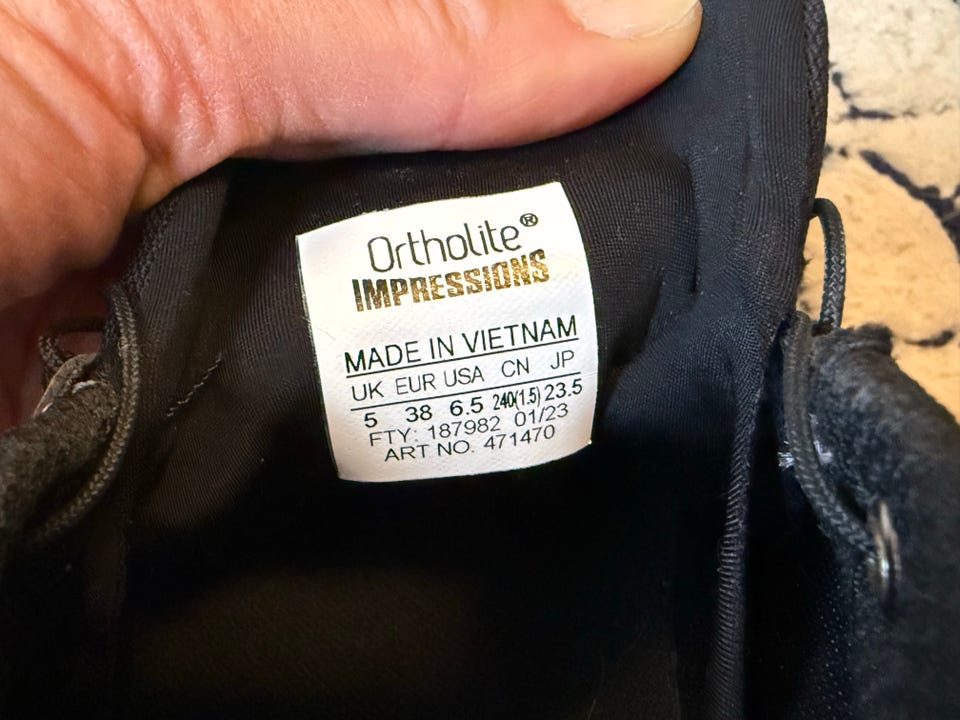 Ortholite®
IMPRESSIONS
MADE IN VIETNAM
UK EUR USA CN JP
5 38 6.5 240(1.5) 23.5
FTY: 187982 01/23
ART NO. 471470